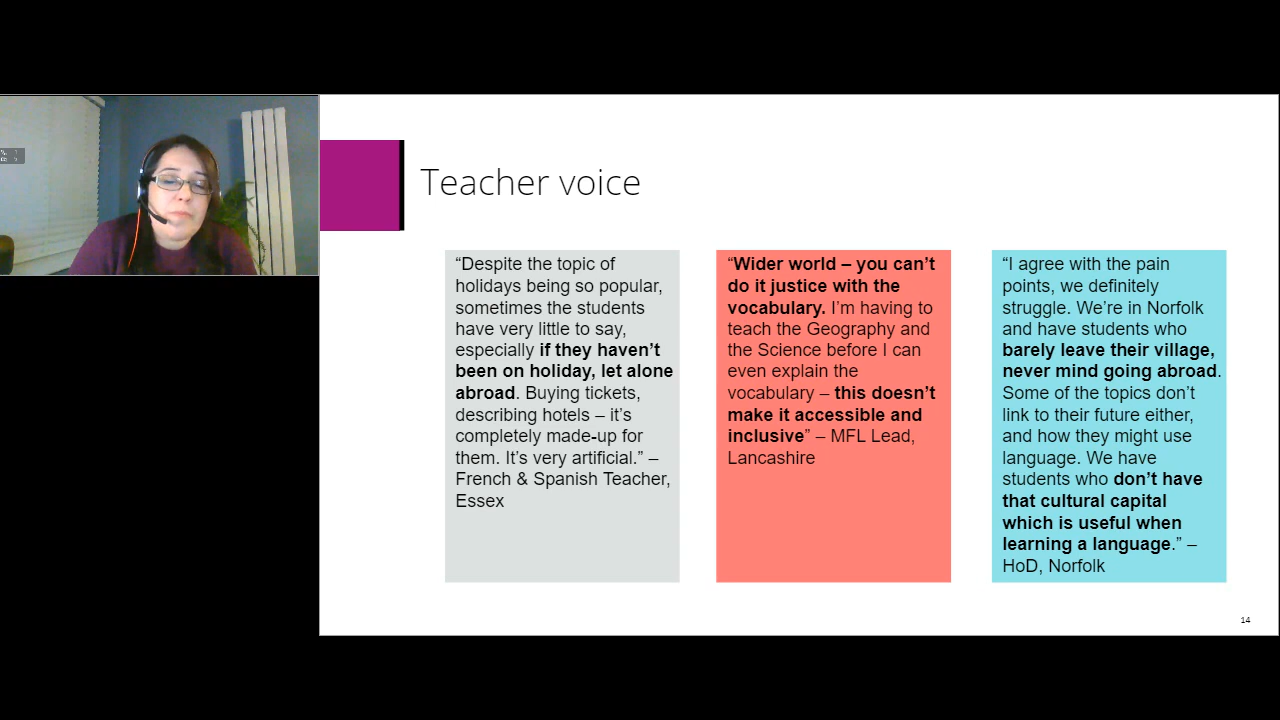 Teacher voice
“Despite the topic of
holidays being so popular,
sometimes the students
have very little to say,
especially if they haven’t
been on holiday, let alone
abroad. Buying tickets,
describing hotels – it’s
completely made-up for
them. It’s very artificial.” –
French & Spanish Teacher,
Essex
“Wider world – you can’t
do it justice with the
vocabulary. I’m having to
teach the Geography and
the Science before I can
even explain the
vocabulary – this doesn’t
make it accessible and
inclusive” – MFL Lead,
Lancashire
“I agree with the pain
points, we definitely
struggle. We’re in Norfolk
and have students who
barely leave their village,
never mind going abroad.
Some of the topics don’t
link to their future either,
and how they might use
language. We have
students who don’t have
that cultural capital
which is useful when
learning a language.” –
HoD, Norfolk
14